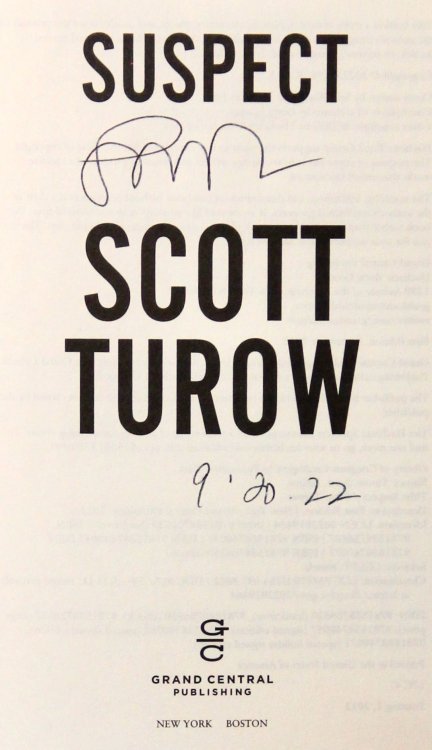 SUSPECT
SCOTT
TUROW
9.20.22
GRAND CENTRAL
PUBLISHING
NEW YORK BOSTON